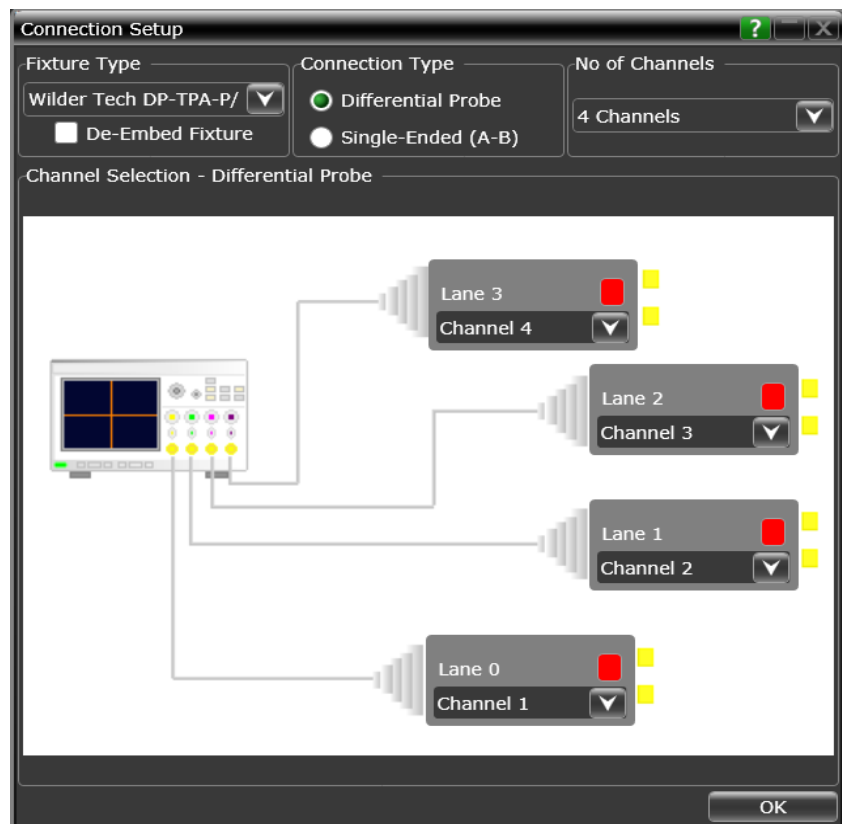 Connection Setup
?
Fixture Type
Wilder Tech DP-TPA-P/
De-Embed Fixture
Connection Type
Differential Probe
Single-Ended (A-B)
No of Channels
4 Channels
Channel Selection - Differential Probe
Lane 3
Channel 4
Lane 2
Channel 3
Lane 1
Channel 2
Lane 0
Channel 1
OK